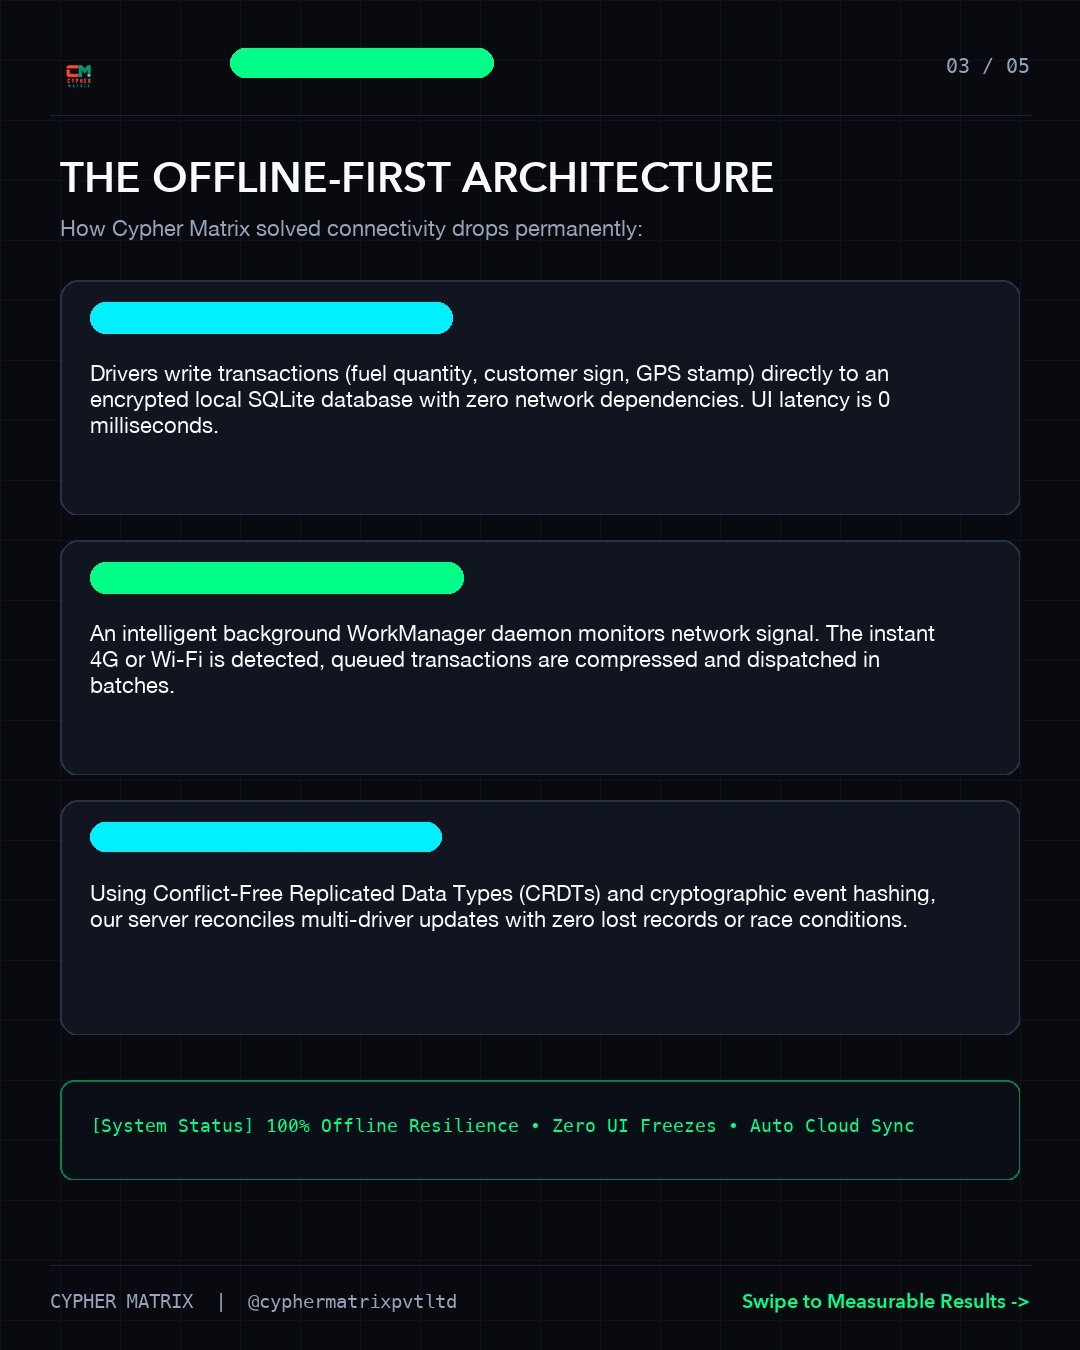 CM
CYPHER
MATRIX
03 / 05
THE OFFLINE-FIRST ARCHITECTURE
How Cypher Matrix solved connectivity drops permanently:
Drivers write transactions (fuel quantity, customer sign, GPS stamp) directly to an
encrypted local SQLite database with zero network dependencies. UI latency is 0
milliseconds.
An intelligent background WorkManager daemon monitors network signal. The instant
4G or Wi-Fi is detected, queued transactions are compressed and dispatched in
batches.
Using Conflict-Free Replicated Data Types (CRDTs) and cryptographic event hashing,
our server reconciles multi-driver updates with zero lost records or race conditions.
[System Status] 100% Offline Resilience • Zero UI Freezes • Auto Cloud Sync
CYPHER MATRIX | @cyphermatrixpvtltd
Swipe to Measurable Results ->